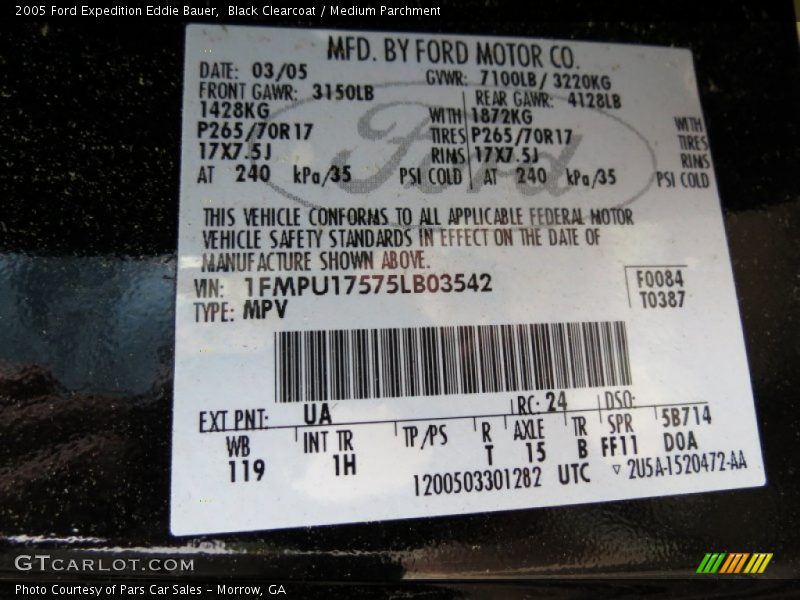 2005 Ford Expedition Eddie Bauer,  Black Clearcoat / Medium Parchment
MFD. BY FORD MOTOR CO.
DATE: 03/05 GVWR: 7100LB/ 3220KG
FRONT GAWR: 3150LB REAR GAWR: 4128LB
1428KG WITH 1872KG WITH
P265/70R17 TIRES P265/70R17 TIRES
17X7.5J RIMS 17X7.5J RIMS
AT 240 kPa/35 PSI COLD AT 240 kPa/35 PSI COLD
Ford
THIS VEHICLE CONFORMS TO ALL APPLICABLE FEDERAL MOTOR
VEHICLE SAFETY STANDARDS IN EFFECT ON THE DATE OF
MANUFACTURE SHOWN ABOVE.
VIN: 1FMPU17575LB03542 F0084
TYPE: MPV T0387
EXT PNT: UA RC: 24 DSO:
WB INT TR TP/PS R AXLE TR SPR 5B714
119 1H T 15 B FF11 DOA
1200503301282 UTC ▽ 2U5A-1520472-AA
GTCARLOT.COM
Photo Courtesy of Pars Car Sales - Morrow, GA